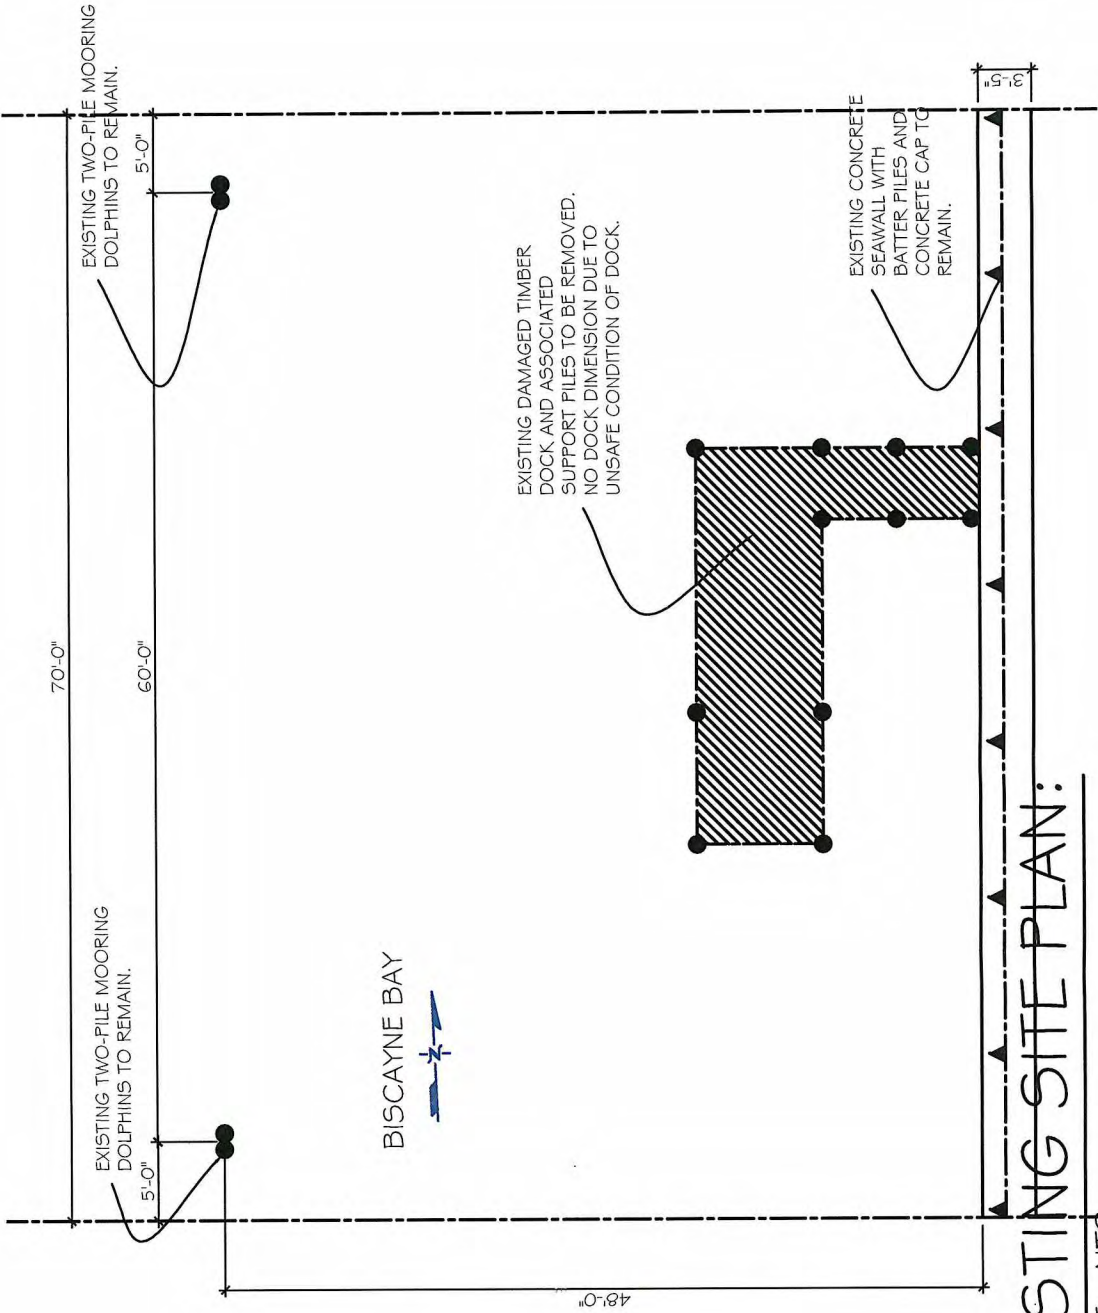 70'-0"
60'-0"
5'-0"
5'-0"
EXISTING TWO-PILE MOORING
DOLPHINS TO REMAIN.
EXISTING TWO-PILE MOORING
DOLPHINS TO REMAIN.
BISCAYNE BAY
N
EXISTING DAMAGED TIMBER
DOCK AND ASSOCIATED
SUPPORT PILES TO BE REMOVED.
NO DOCK DIMENSION DUE TO
UNSAFE CONDITION OF DOCK.
EXISTING CONCRETE
SEAWALL WITH
BATTER PILES AND
CONCRETE CAP TO
REMAIN.
3'-5"
48'-0"
STING SITE PLAN: